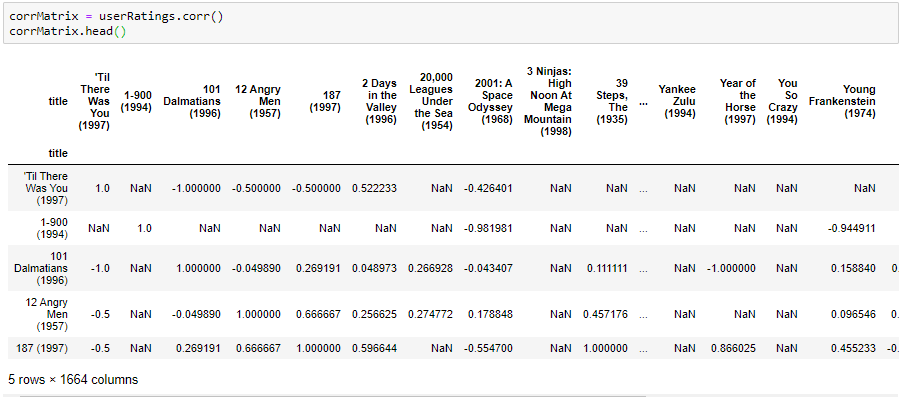 corrMatrix = userRatings.corr()
corrMatrix.head()
title 'Til There Was You (1997) 1-900 (1994) 101 Dalmatians (1996) 12 Angry Men (1957) 187 (1997) 2 Days in the Valley (1996) 20,000 Leagues Under the Sea (1954) 2001: A Space Odyssey (1968) 3 Ninjas: High Noon At Mega Mountain (1998) 39 Steps, The (1935) ... Yankee Zulu (1994) Year of the Horse (1997) You So Crazy (1994) Young Frankenstein (1974)
title
'Til There Was You (1997) 1.0 NaN -1.000000 -0.500000 -0.500000 0.522233 NaN -0.426401 NaN NaN ... NaN NaN NaN NaN
1-900 (1994) NaN 1.0 NaN NaN NaN NaN NaN -0.981981 NaN NaN ... NaN NaN NaN -0.944911
101 Dalmatians (1996) -1.0 NaN 1.000000 -0.049890 0.269191 0.048973 0.266928 -0.043407 NaN 0.111111 ... NaN -1.000000 NaN 0.158840 0.
12 Angry Men (1957) -0.5 NaN -0.049890 1.000000 0.666667 0.256625 0.274772 0.178848 NaN 0.457176 ... NaN NaN NaN 0.096546 0.
187 (1997) -0.5 NaN 0.269191 0.666667 1.000000 0.596644 NaN -0.554700 NaN 1.000000 ... NaN 0.866025 NaN 0.455233 -0.
5 rows × 1664 columns